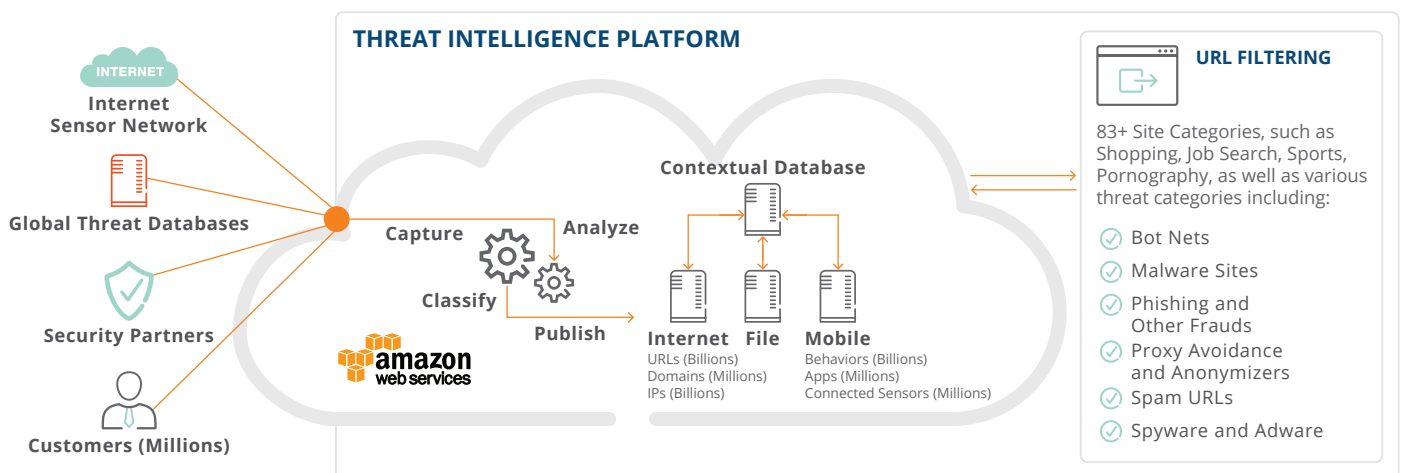 THREAT INTELLIGENCE PLATFORM
INTERNET
Internet
Sensor Network
Global Threat Databases
Security Partners
Customers (Millions)
Capture
Analyze
Classify
Publish
amazon
web services
Contextual Database
Internet
URLs (Billions)
Domains (Millions)
IPs (Billions)
File
Mobile
Behaviors (Billions)
Apps (Millions)
Connected Sensors (Millions)
URL FILTERING
83+ Site Categories, such as
Shopping, Job Search, Sports,
Pornography, as well as various
threat categories including:
Bot Nets
Malware Sites
Phishing and
Other Frauds
Proxy Avoidance
and Anonymizers
Spam URLs
Spyware and Adware